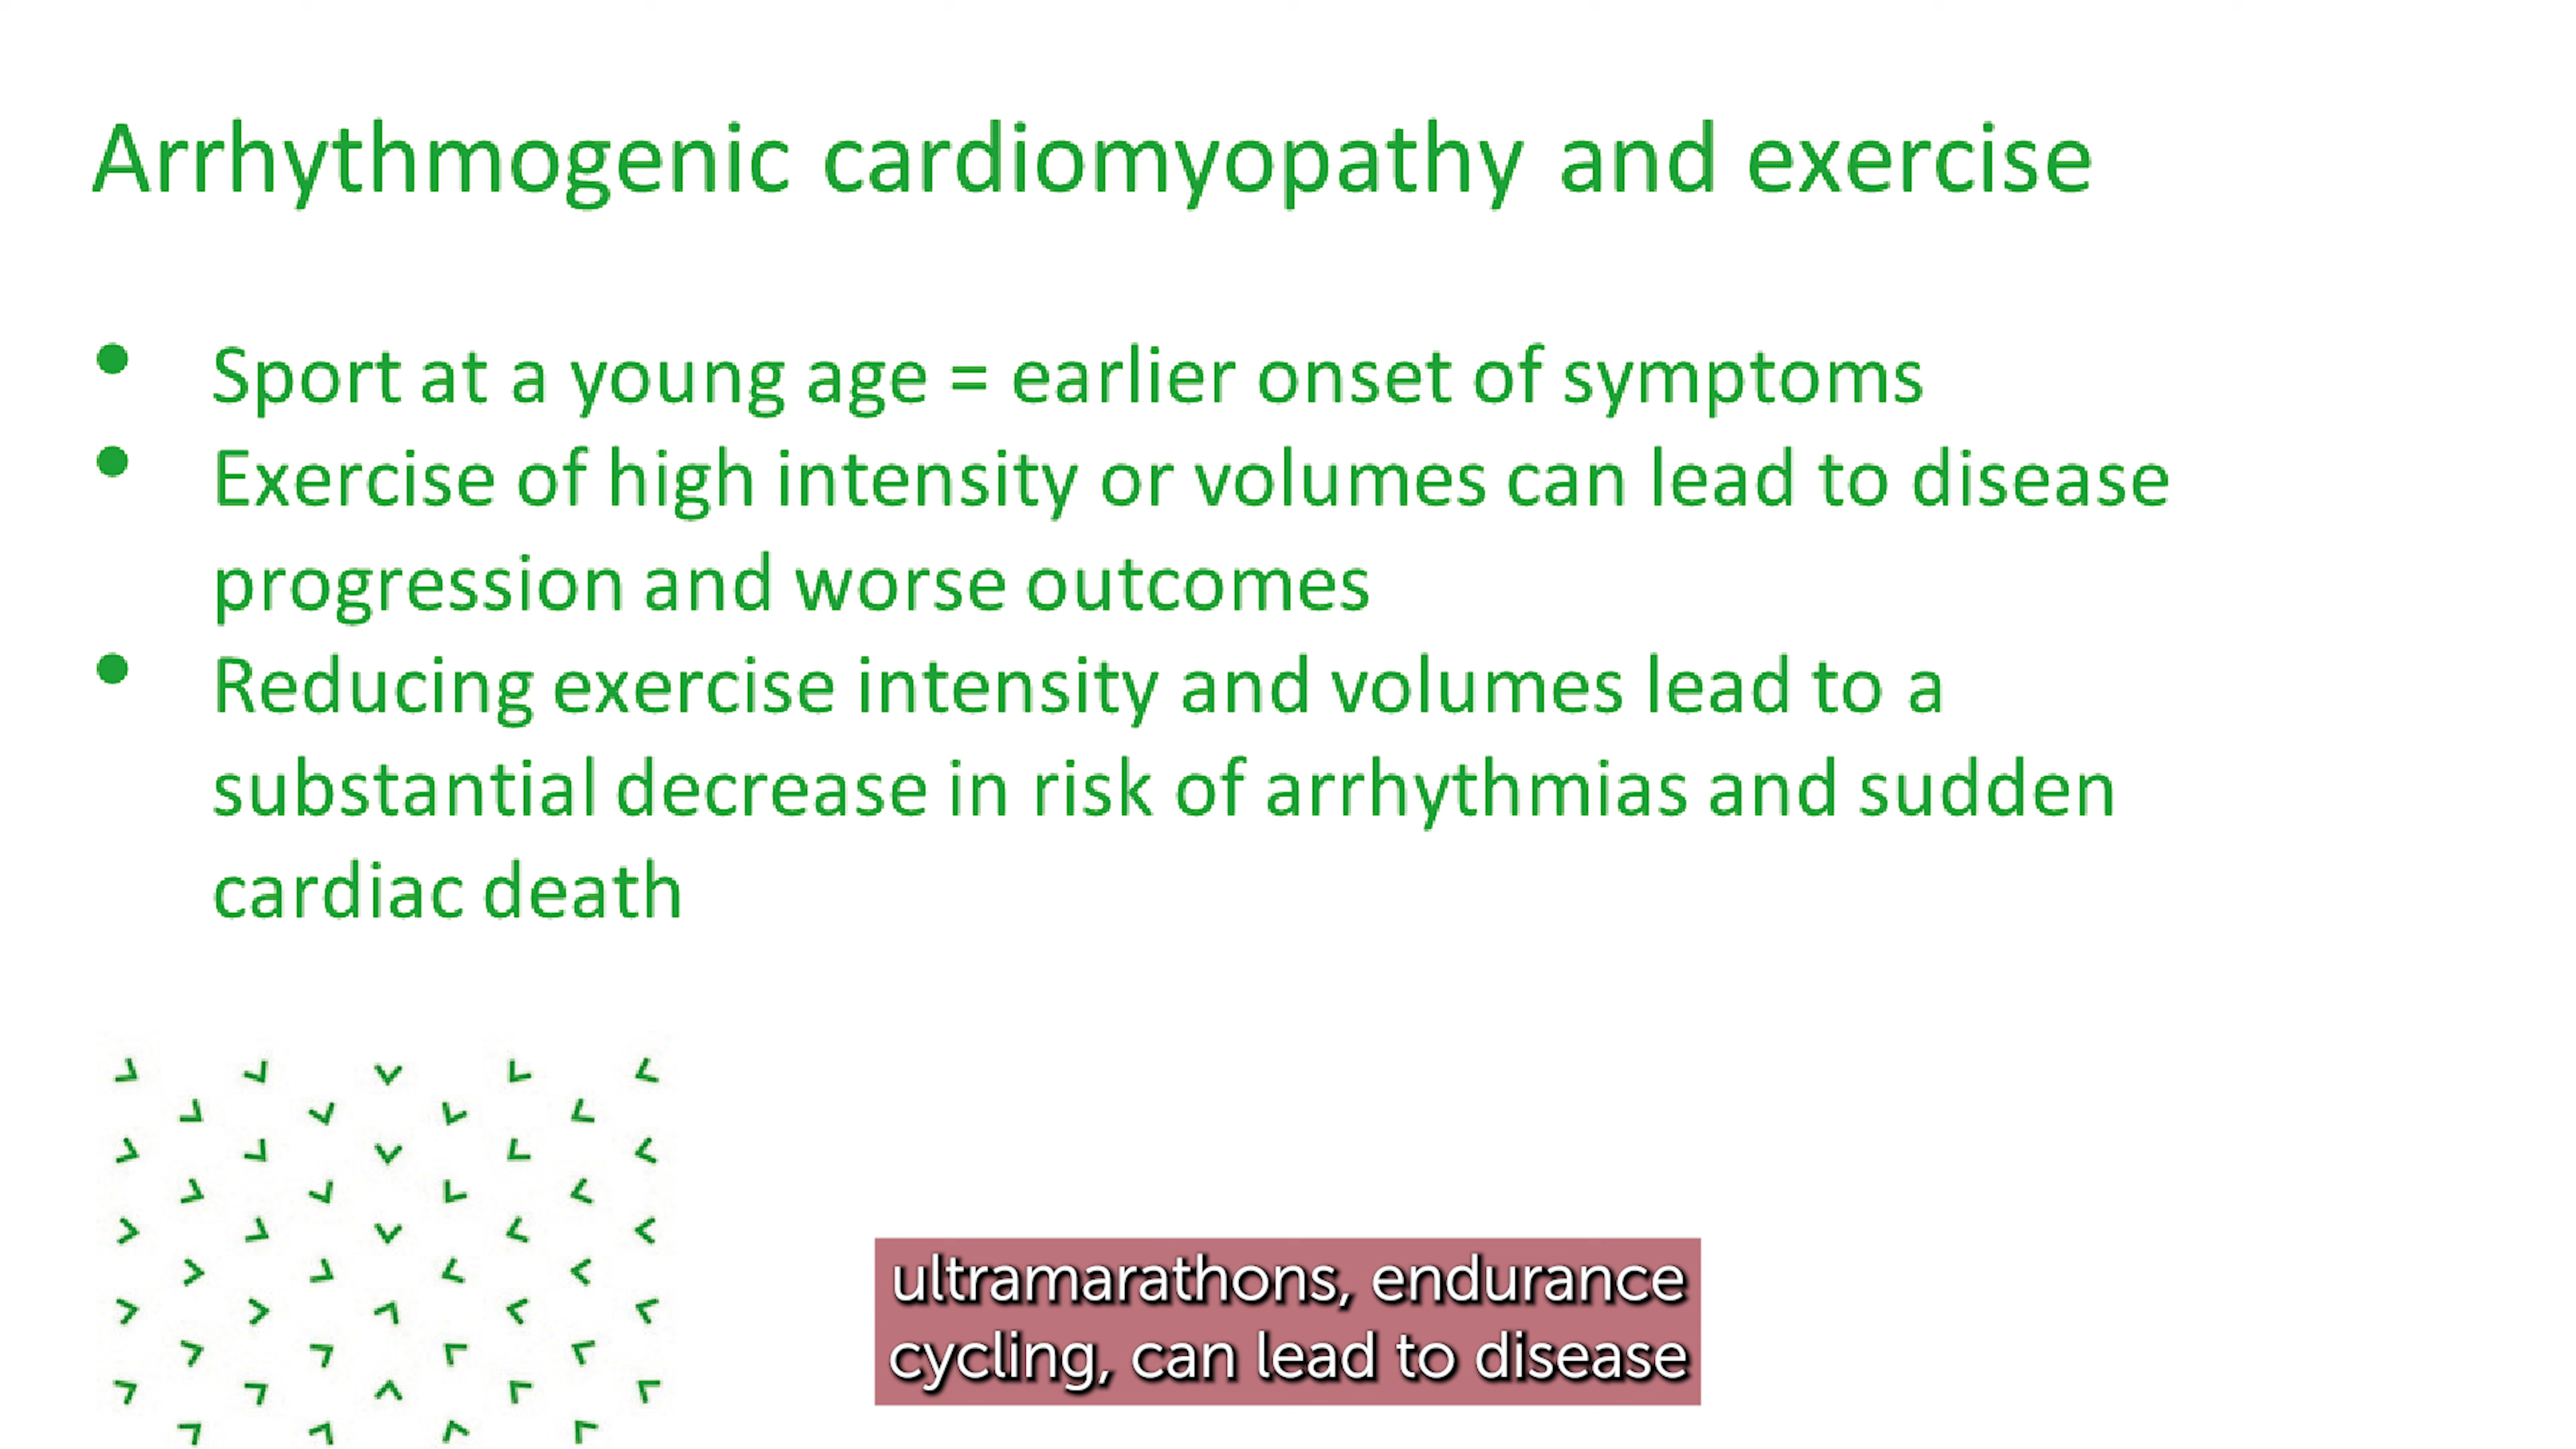 Arrhythmogenic cardiomyopathy and exercise
• Sport at a young age = earlier onset of symptoms
• Exercise of high intensity or volumes can lead to disease
progression and worse outcomes
• Reducing exercise intensity and volumes lead to a
substantial decrease in risk of arrhythmias and sudden
cardiac death
ultramarathons, endurance
cycling, can lead to disease